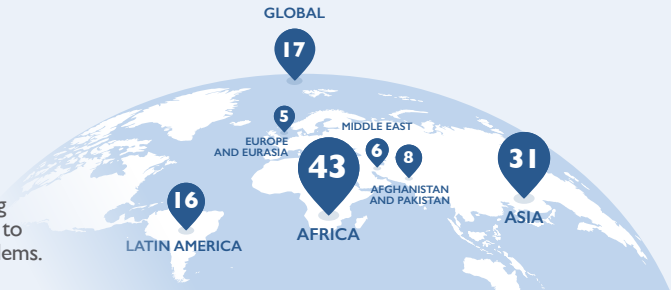 GLOBAL
17
5
EUROPE
AND EURASIA
MIDDLE EAST
6
8
AFGHANISTAN
AND PAKISTAN
43
AFRICA
31
ASIA
16
LATIN AMERICA
to